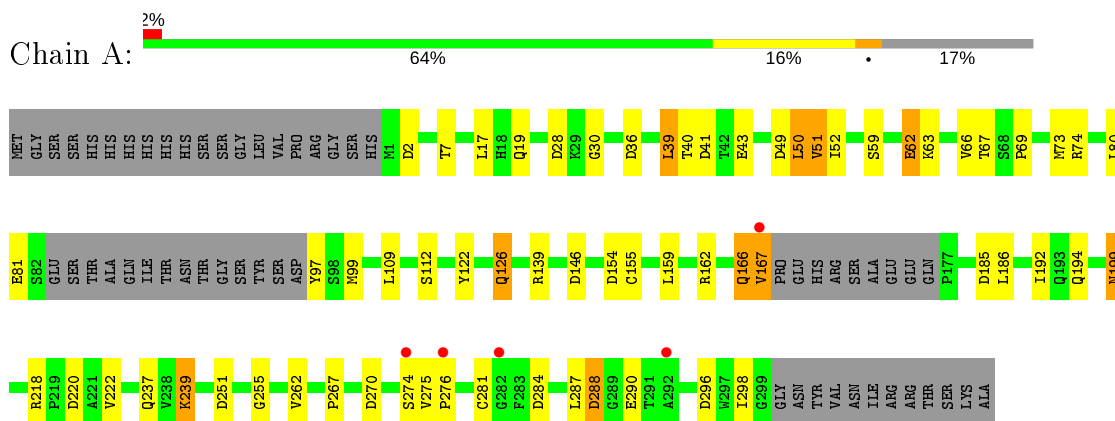 2%
Chain A:
64% 16% • 17%
MET GLY SER SER HIS HIS HIS HIS HIS HIS SER SER GLY LEU VAL PRO ARG GLY SER HIS M1 D2 T7 L17 H18 Q19 D28 K29 G30 D36 L39 T40 D41 T42 E43 D49 L50 V51 I52 S59 E62 K63 V66 T67 S68 P69 M73 R74 L80
E81 S82 GLU SER THR ALA GLN ILE THR ASN THR GLY SER TYR SER ASP Y97 S98 M99 L109 S112 Y122 Q126 R139 D146 D154 C155 L159 R162 Q166 V167 PRO GLU HIS ARG SER ALA GLU GLU GLN P177 D185 L186 I192 Q193 Q194 N199
R218 P219 D220 A221 V222 Q237 V238 K239 D251 G255 V262 P267 D270 S274 V275 P276 C281 G282 F283 D284 L287 D288 G289 E290 T291 A292 D296 W297 I298 G299 GLY ASN TYR VAL ASN ILE ARG ARG THR SER LYS ALA